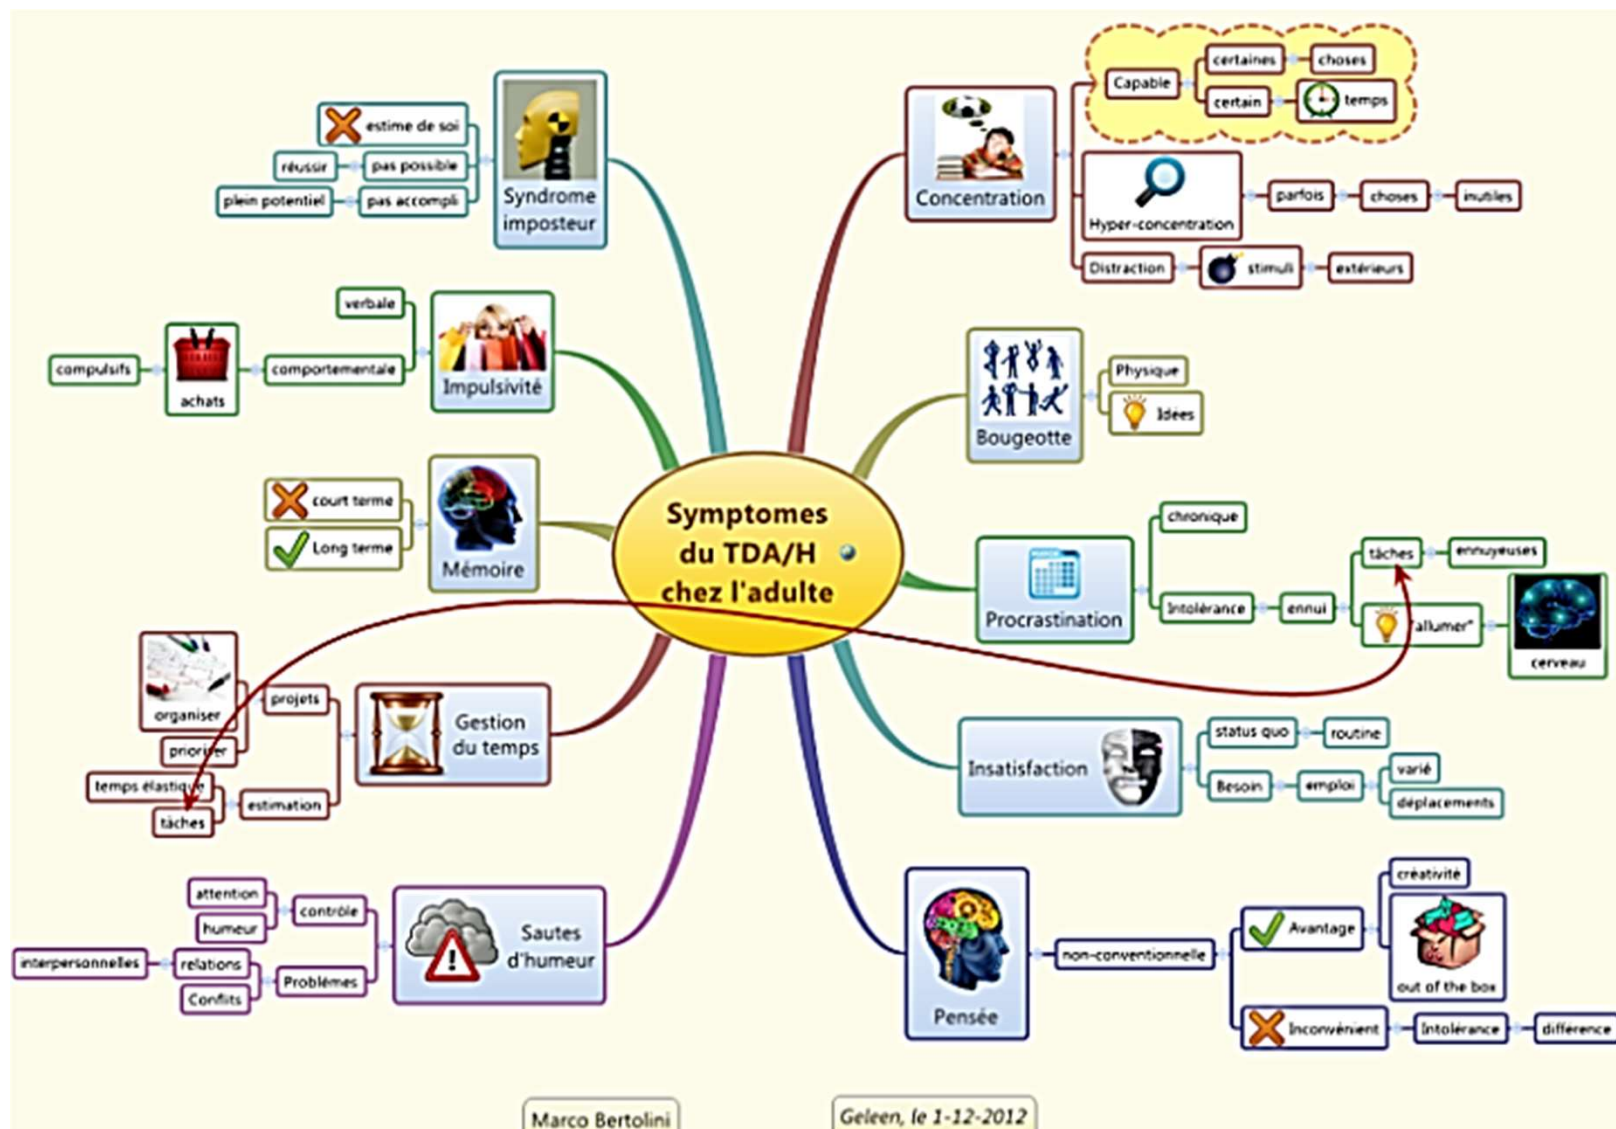 Symptomes
du TDA/H
chez l'adulte
Concentration
Capable
certaines
choses
certain
temps
Hyper-concentration
parfois
choses
inutiles
Distraction
stimuli
extérieurs
Bougeotte
Physique
Idées
Procrastination
chronique
Intolérance
ennui
tâches
ennuyeuses
"allumer"
cerveau
Insatisfaction
status quo
routine
Besoin
emploi
varié
déplacements
Pensée
non-conventionnelle
Avantage
créativité
out of the box
Inconvénient
Intolérance
différence
Syndrome
imposteur
estime de soi
pas possible
réussir
pas accompli
plein potentiel
Impulsivité
verbale
comportementale
achats
compulsifs
Mémoire
court terme
Long terme
Gestion
du temps
projets
organiser
prioriser
estimation
temps élastique
tâches
Sautes
d'humeur
contrôle
attention
humeur
Problèmes
relations
interpersonnelles
Conflits
Marco Bertolini
Geleen, le 1-12-2012